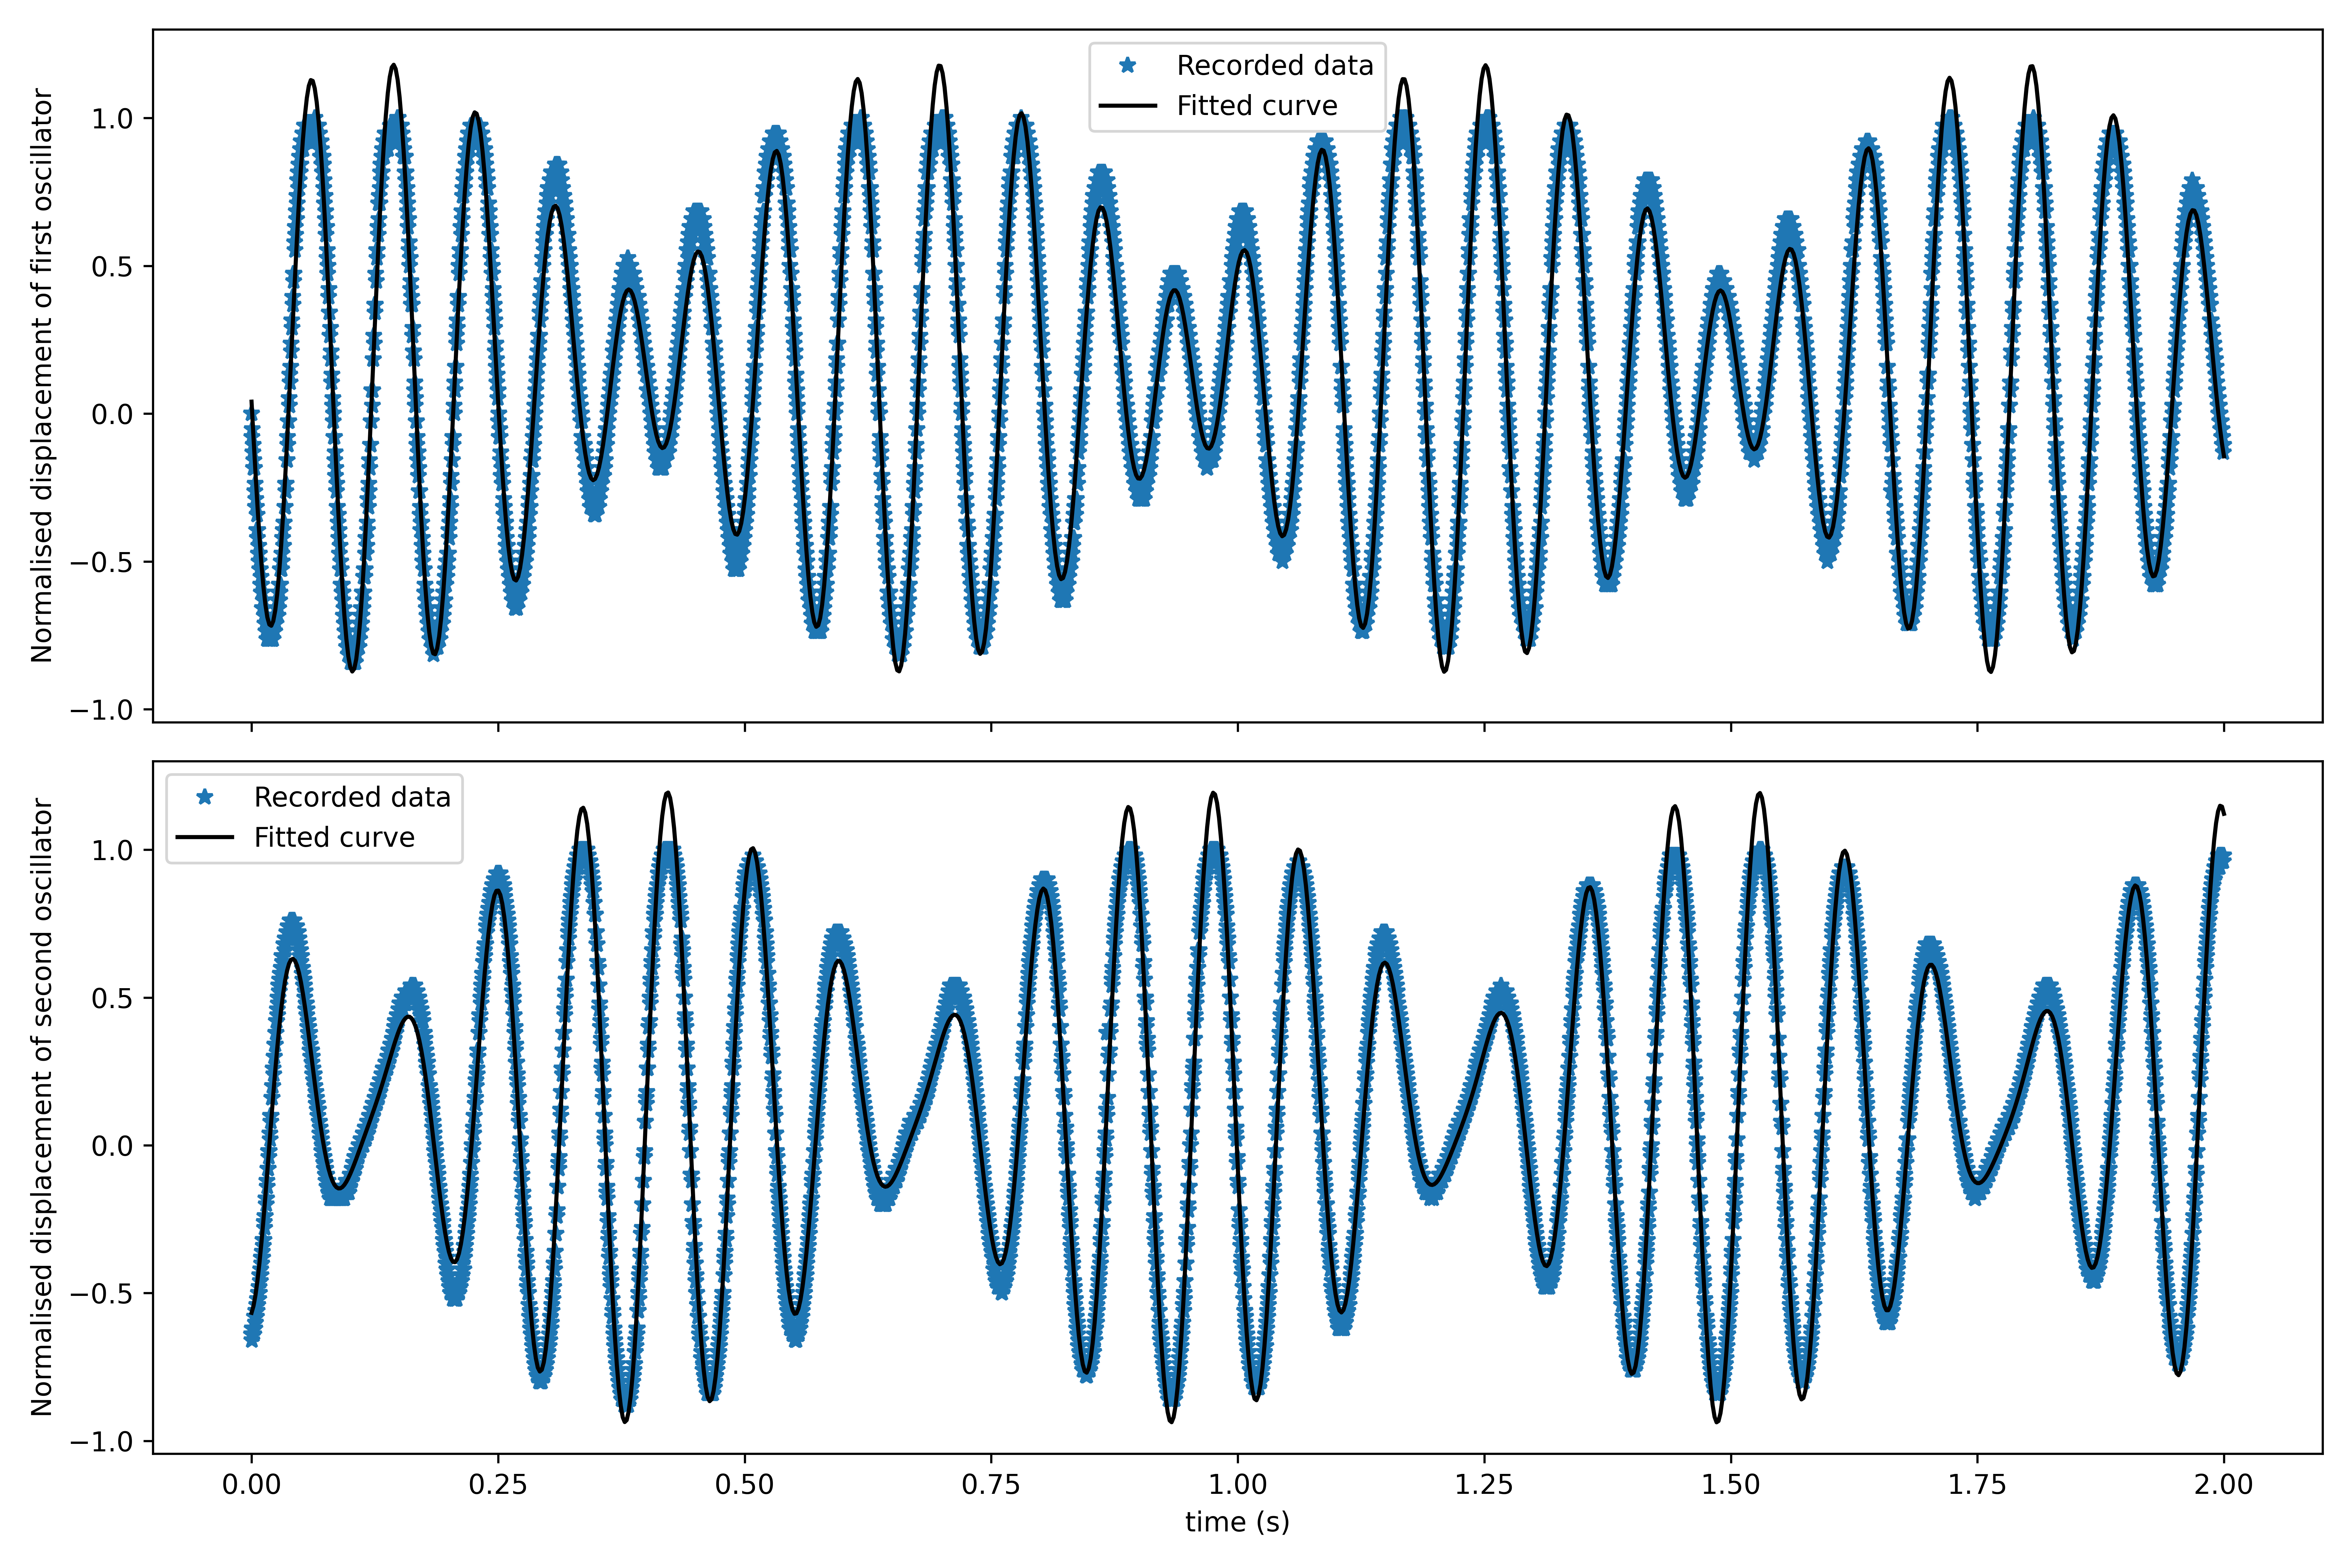 Normalised displacement of first oscillator
1.0
0.5
0.0
−0.5
−1.0
Recorded data
Fitted curve
Normalised displacement of second oscillator
1.0
0.5
0.0
−0.5
−1.0
Recorded data
Fitted curve
0.00 0.25 0.50 0.75 1.00 1.25 1.50 1.75 2.00
time (s)